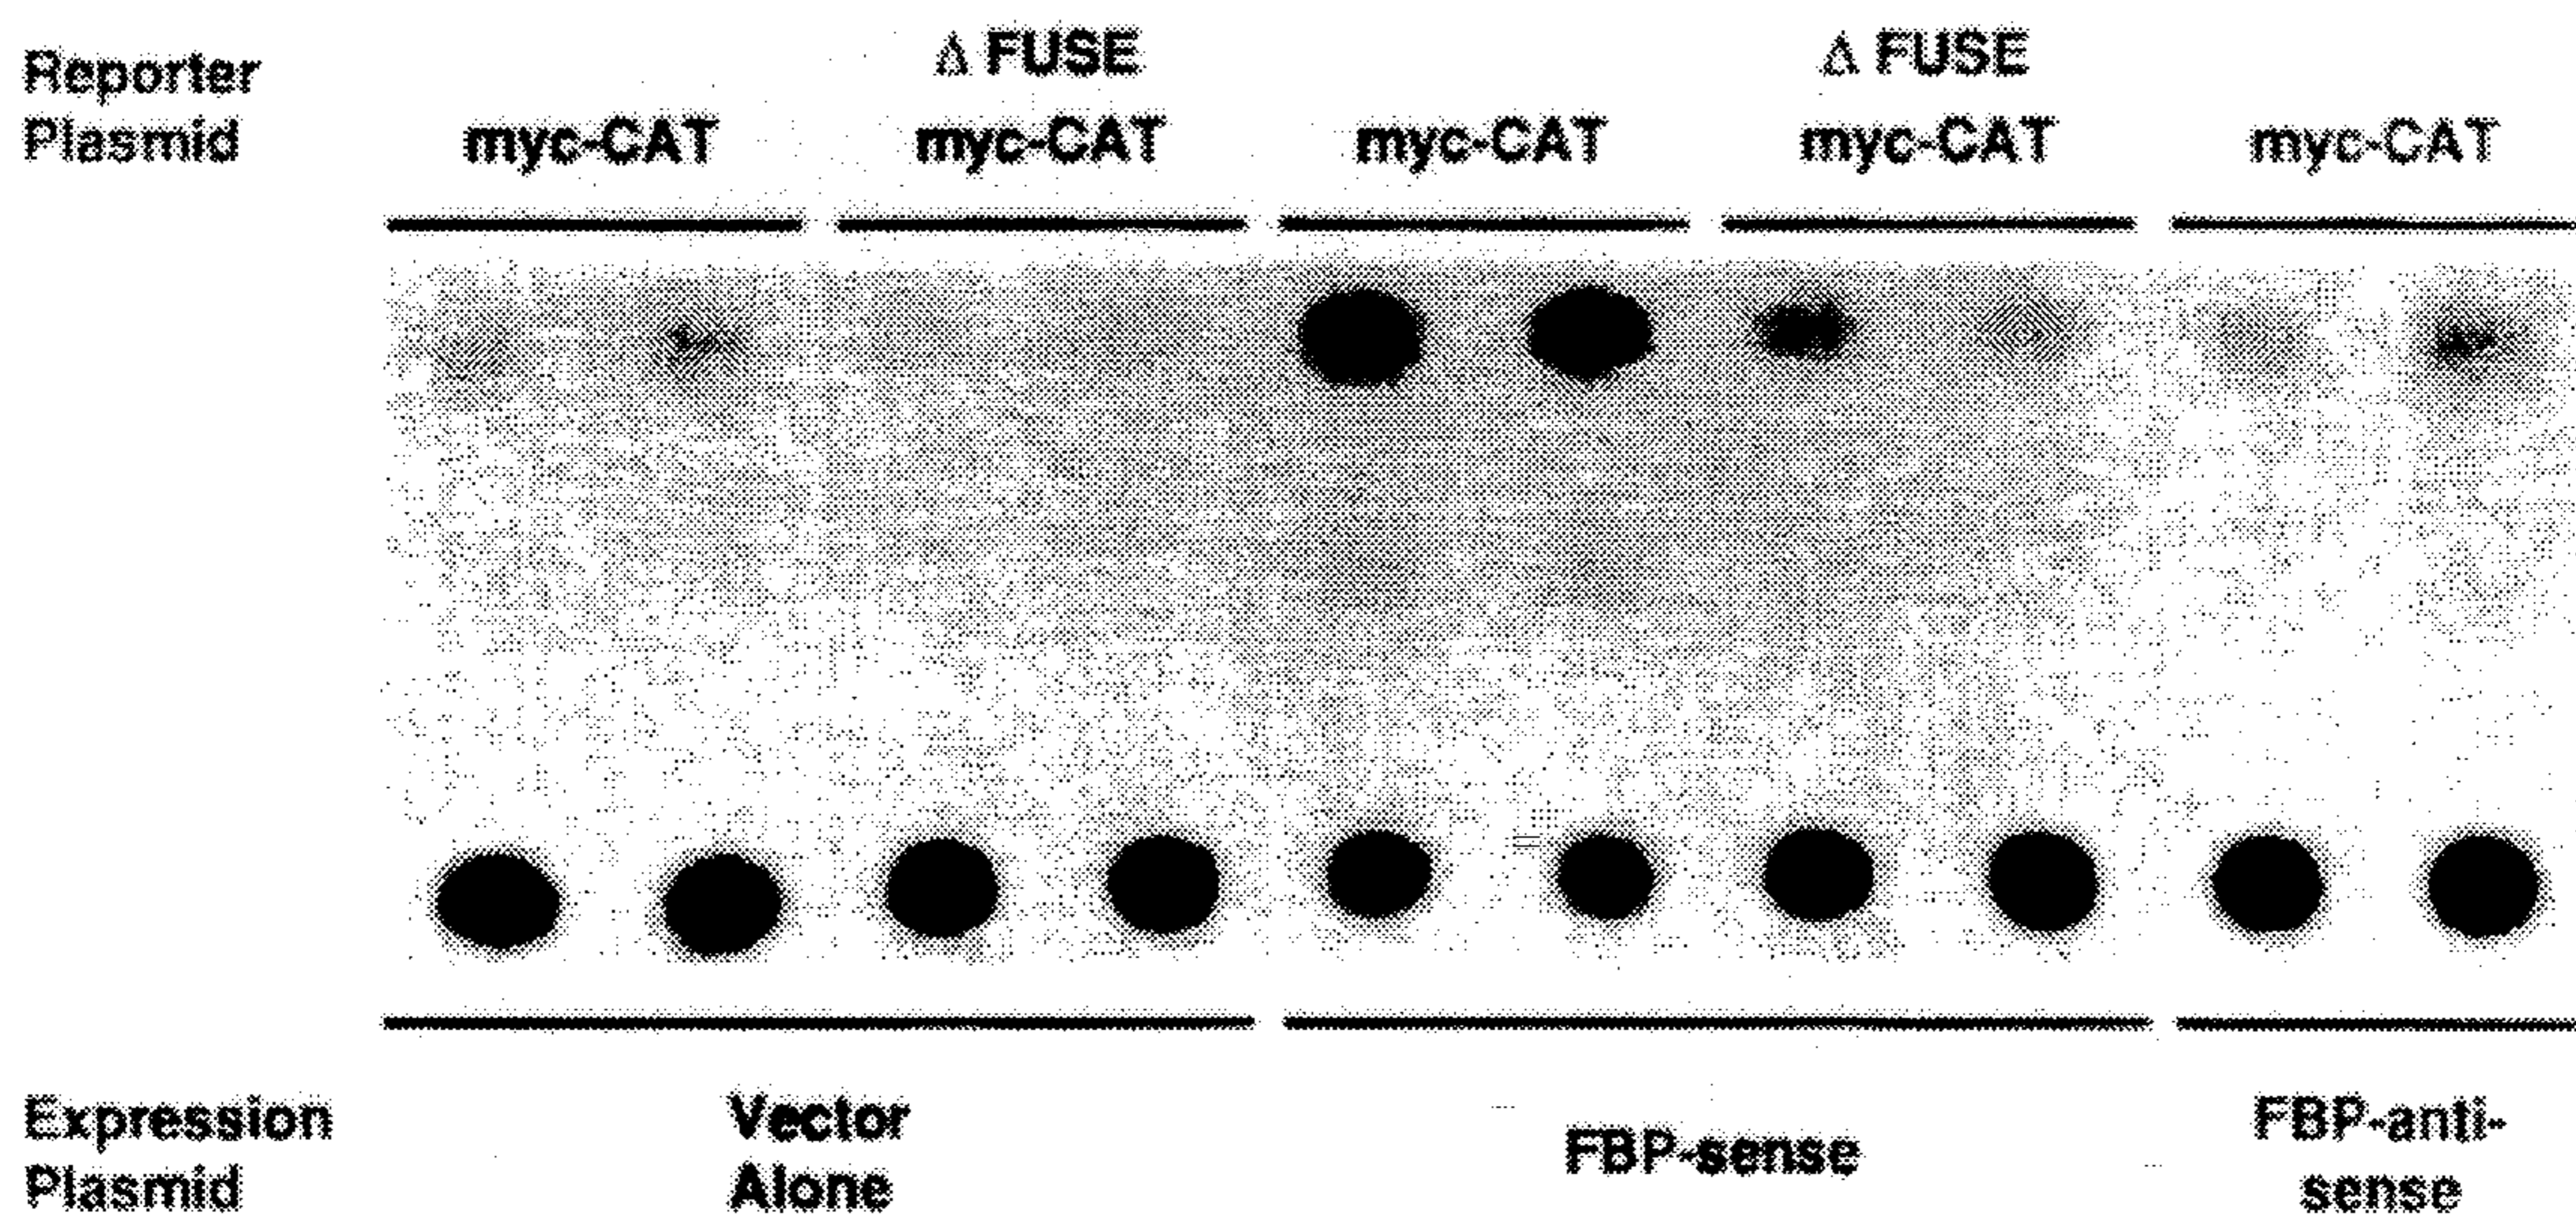 Reporter
Plasmid
myc-CAT
Δ FUSE
myc-CAT
myc-CAT
Δ FUSE
myc-CAT
myc-CAT
Expression
Plasmid
Vector
Alone
FBP-sense
FBP-anti-
sense